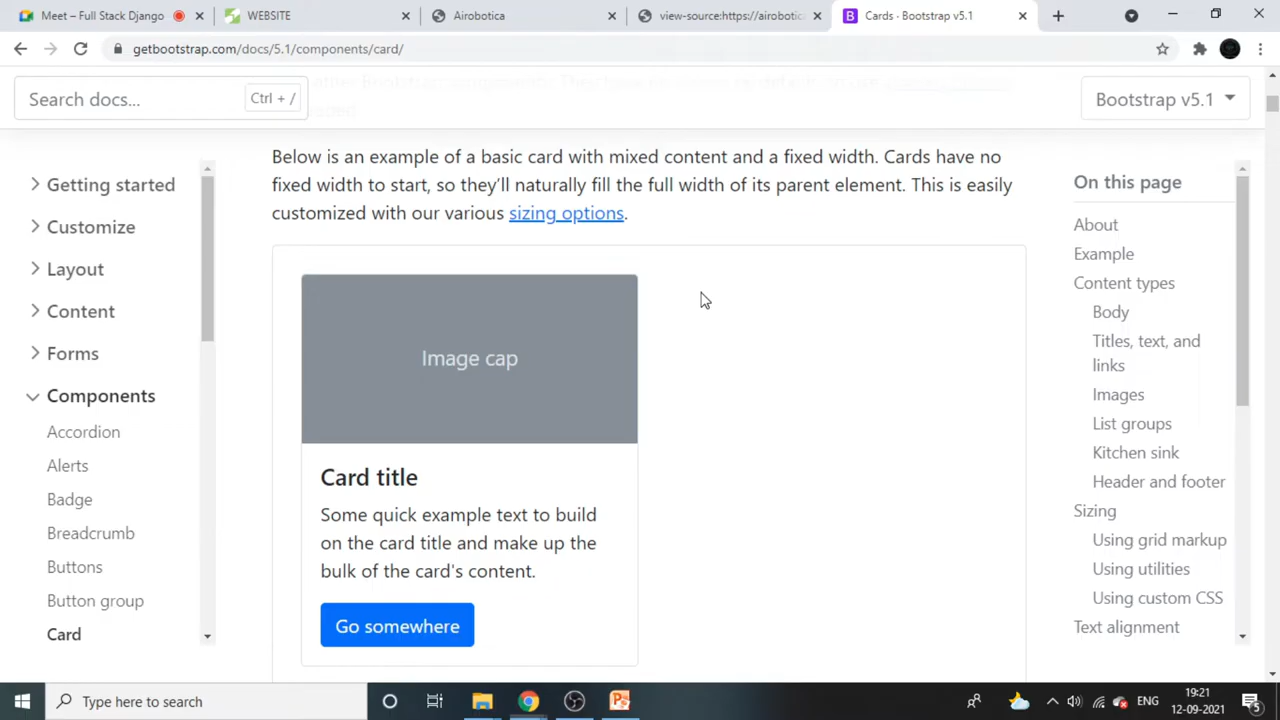 Meet – Full Stack Django
WEBSITE
Airobotica
view-source:https://airobotica
Cards · Bootstrap v5.1
getbootstrap.com/docs/5.1/components/card/
Search docs...
Ctrl + /
Bootstrap v5.1
Getting started
Customize
Layout
Content
Forms
Components
Accordion
Alerts
Badge
Breadcrumb
Buttons
Button group
Card
Below is an example of a basic card with mixed content and a fixed width. Cards have no
fixed width to start, so they'll naturally fill the full width of its parent element. This is easily
customized with our various sizing options.
Image cap
Card title
Some quick example text to build
on the card title and make up the
bulk of the card's content.
Go somewhere
On this page
About
Example
Content types
Body
Titles, text, and
links
Images
List groups
Kitchen sink
Header and footer
Sizing
Using grid markup
Using utilities
Using custom CSS
Text alignment
Type here to search
ENG
19:21
12-09-2021
5